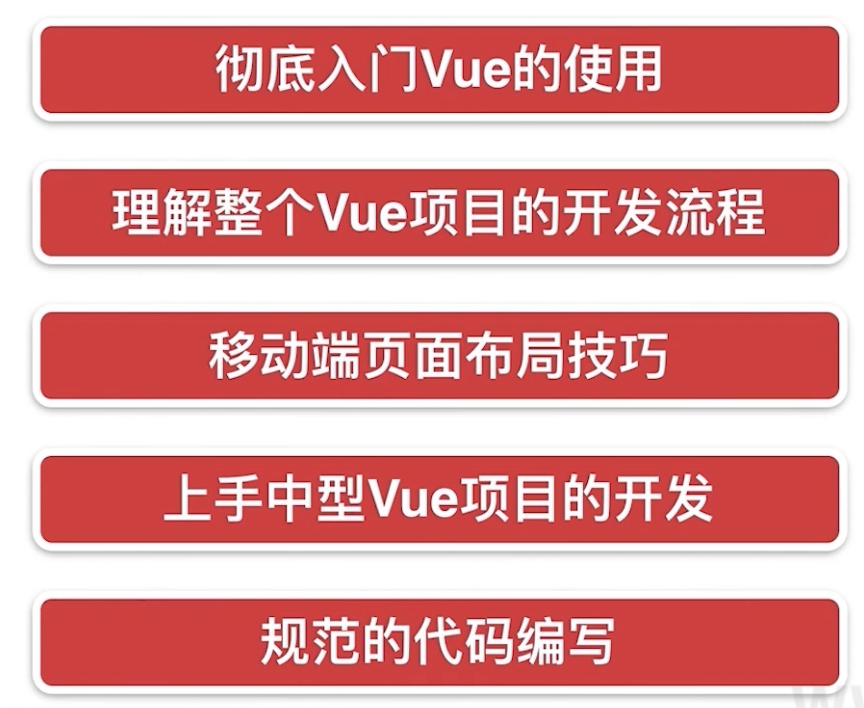 彻底入门Vue的使用
理解整个Vue项目的开发流程
移动端页面布局技巧
上手中型Vue项目的开发
规范的代码编写